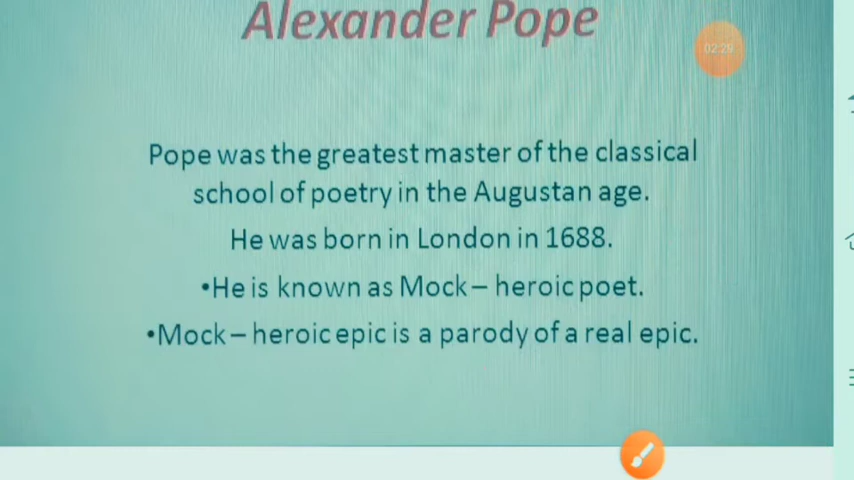 Alexander Pope
02:29
Pope was the greatest master of the classical
school of poetry in the Augustan age.
He was born in London in 1688.
•He is known as Mock – heroic poet.
•Mock – heroic epic is a parody of a real epic.